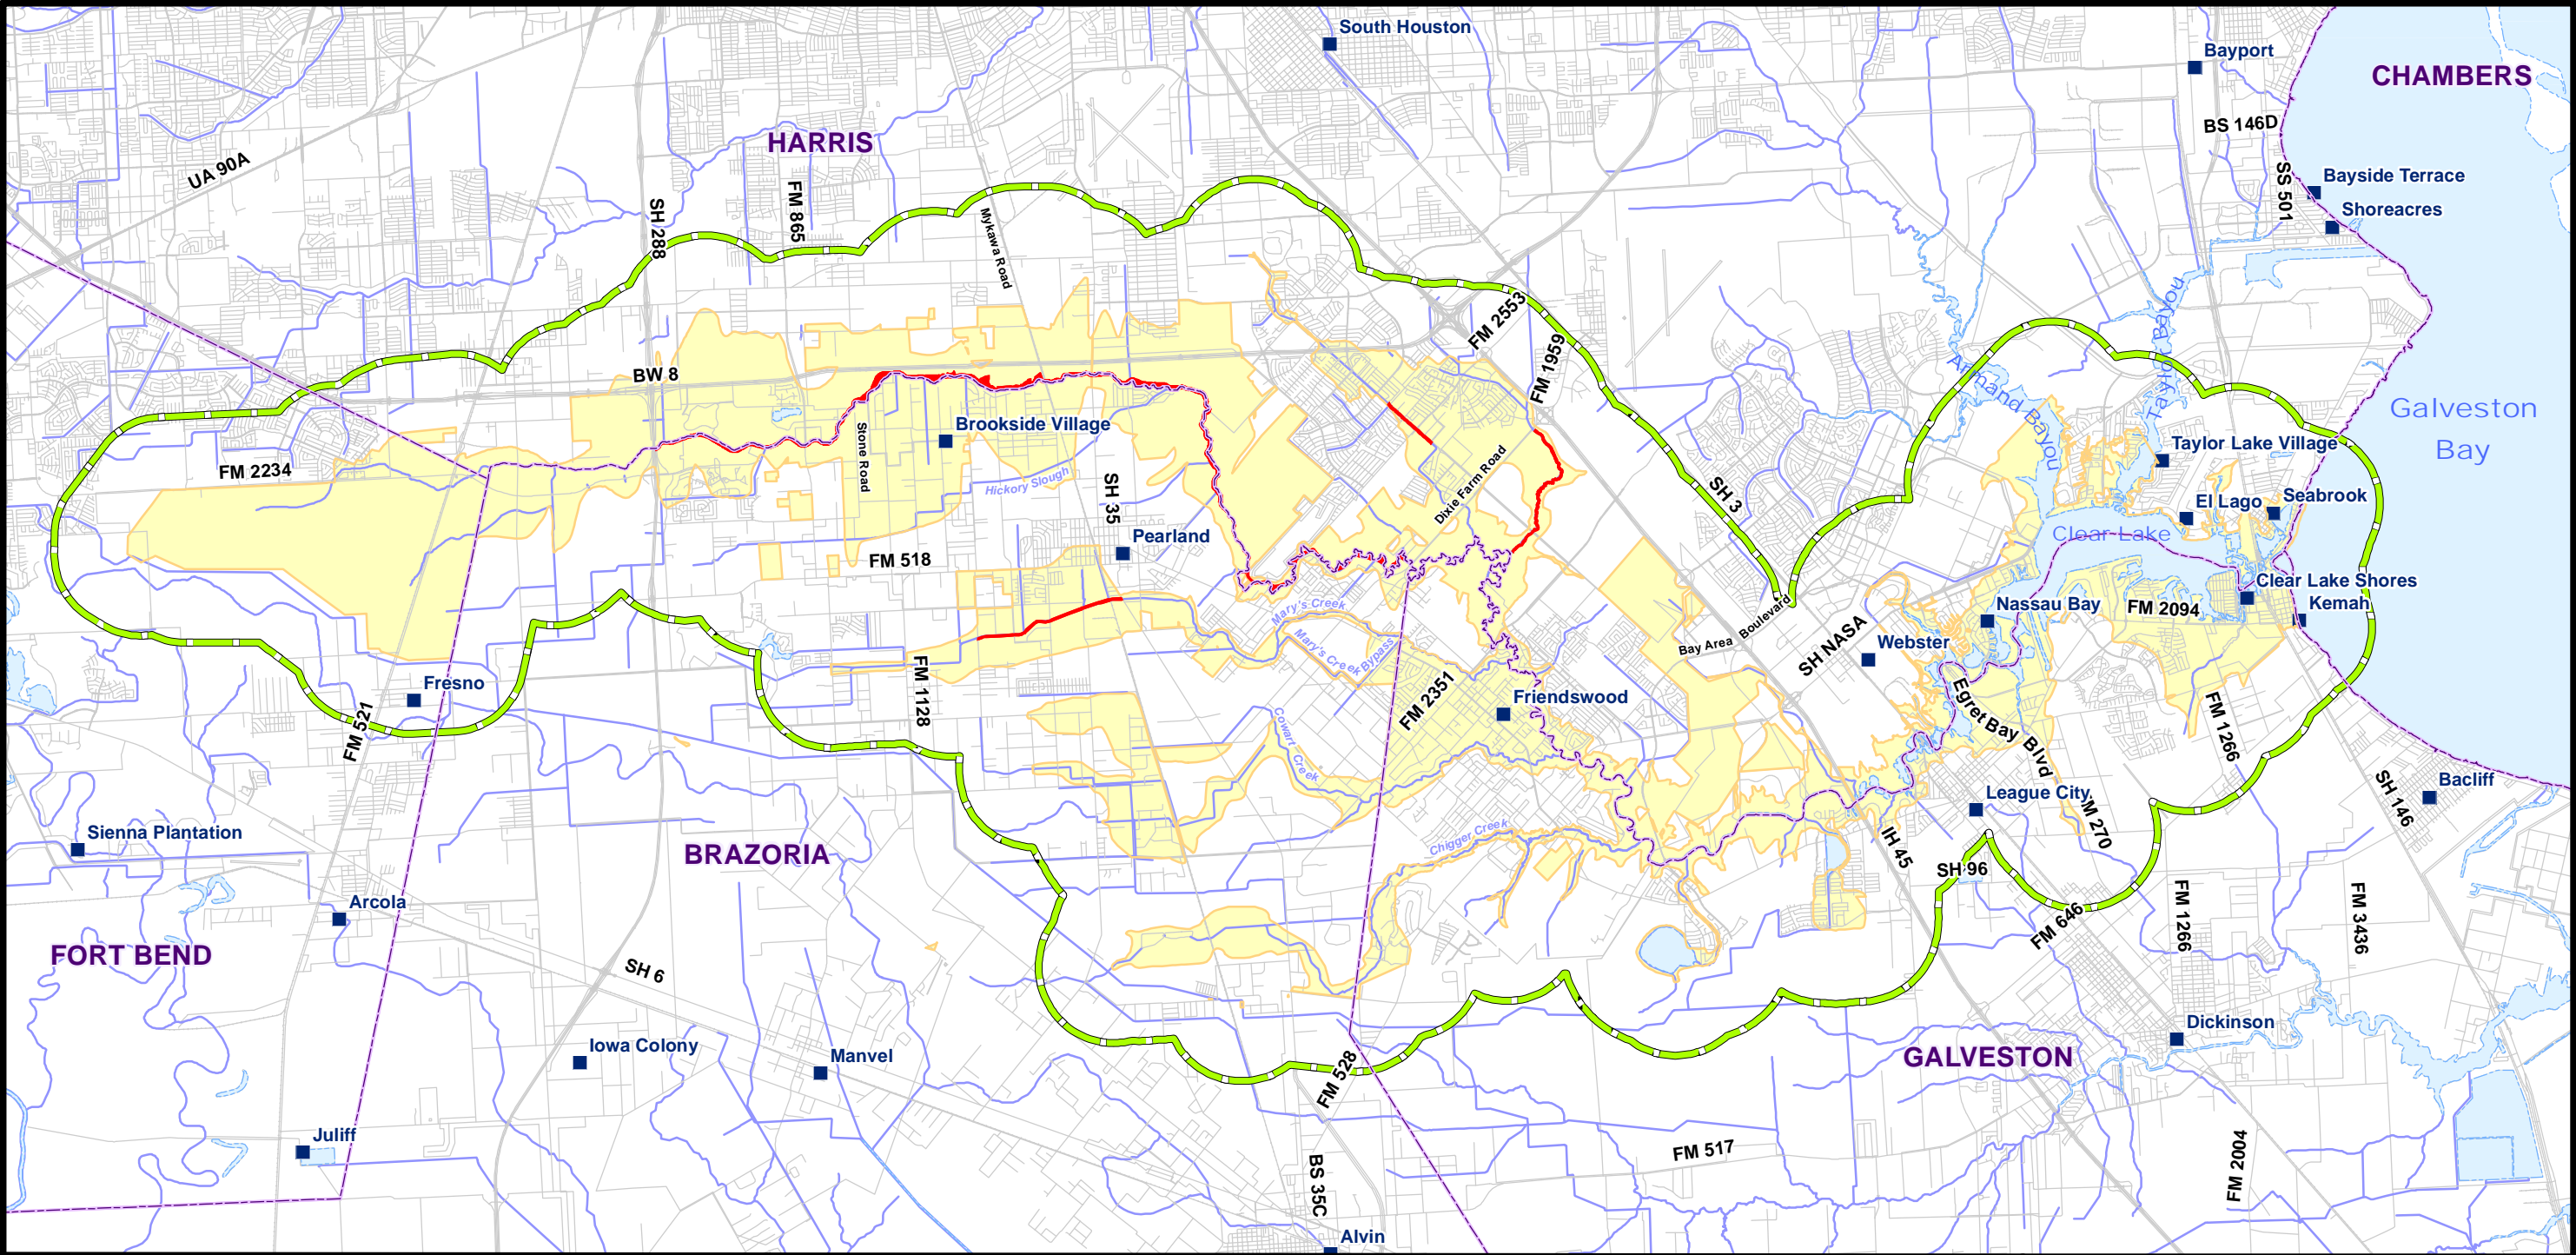 South Houston
Bayport
CHAMBERS
BS 146D
HARRIS
UA 90A
SS 501
Bayside Terrace
Shoreacres
SH 288
FM 865
Mykawa Road
Taylor Bayou
FM 2553
FM 1959
Armand Bayou
BW 8
Galveston
Bay
Brookside Village
Stone Road
Taylor Lake Village
FM 2234
Hickory Slough
SH 35
Dixie Farm Road
SH 3
El Lago
Seabrook
Clear Lake
Pearland
FM 518
Clear Lake Shores
Kemah
Mary's Creek
Nassau Bay
FM 2094
Mary's Creek Bypass
Bay Area Boulevard
SH NASA
Webster
Fresno
FM 1128
FM 2351
Friendswood
Egret Bay Blvd
FM 521
Cowart Creek
FM 1266
Bacliff
SH 146
League City
FM 270
Sienna Plantation
BRAZORIA
Chigger Creek
IH 45
SH 96
Arcola
FM 1266
FM 3436
FM 646
FORT BEND
SH 6
Dickinson
Iowa Colony
Manvel
GALVESTON
FM 528
Juliff
FM 517
FM 2004
BS 35C
Alvin